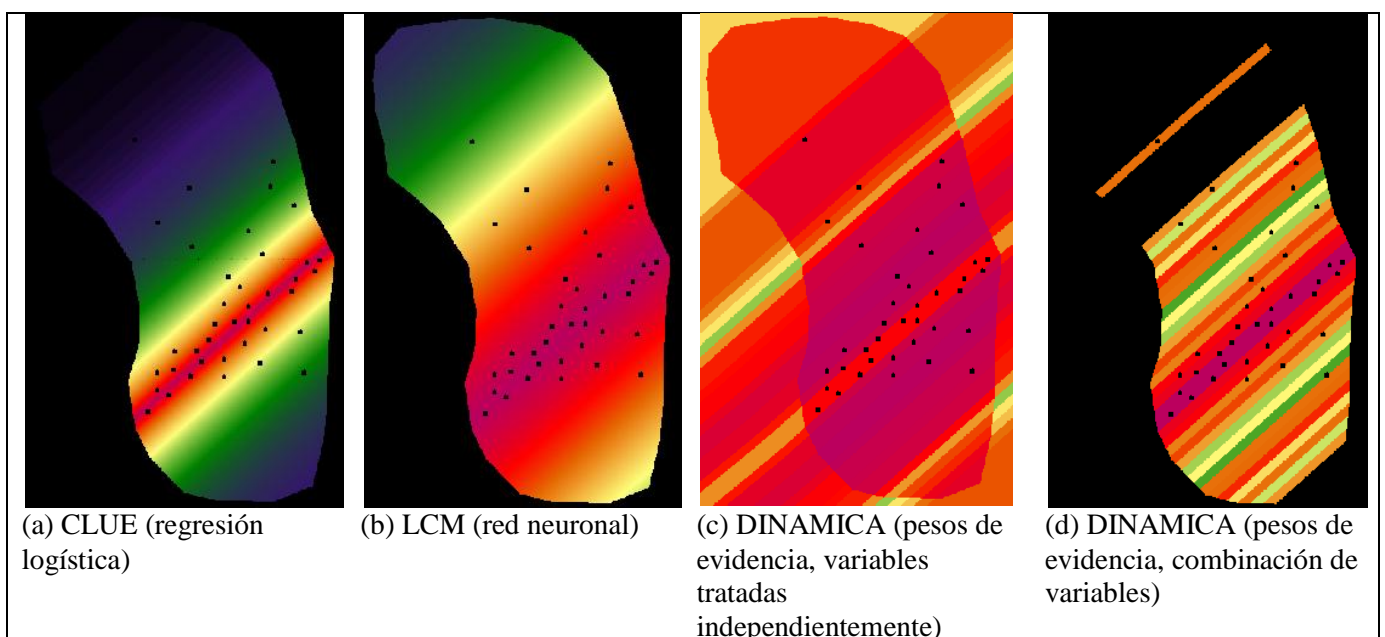 (a) CLUE (regresión
logística)
(b) LCM (red neuronal)
(c) DINAMICA (pesos de
evidencia, variables
tratadas
independientemente)
(d) DINAMICA (pesos de
evidencia, combinación de
variables)